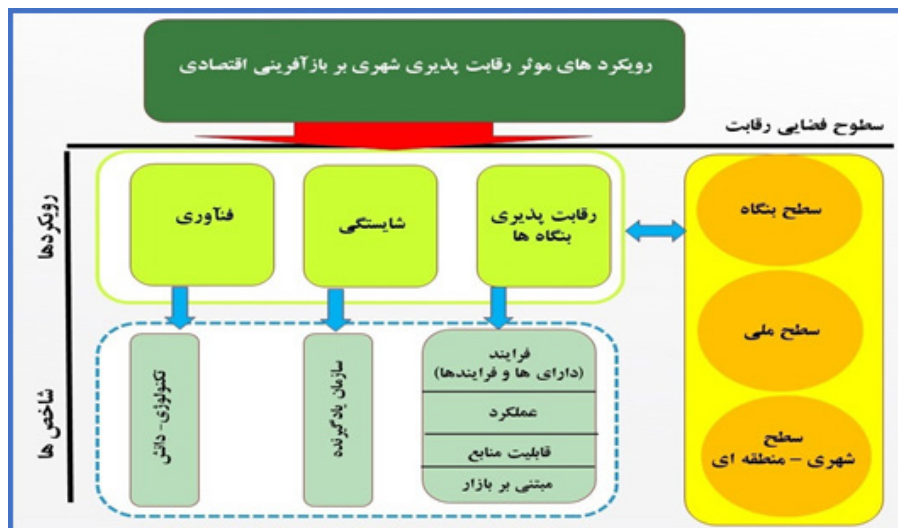 رویکرد های موثر رقابت پذیری شهری بر بازآفرینی اقتصادی
سطوح فضایی رقابت
رویکردها
رقابت پذیری
بنگاه ها
شایستگی
فنآوری
سطح بنگاه
سطح ملی
سطح
شهری - منطقه ای
شاخص ها
فرایند
(دارای ها و فرایندها)
عملکرد
قابلیت منابع
مبتنی بر بازار
سازمان یادگیرنده
تکنولوژی- دانش